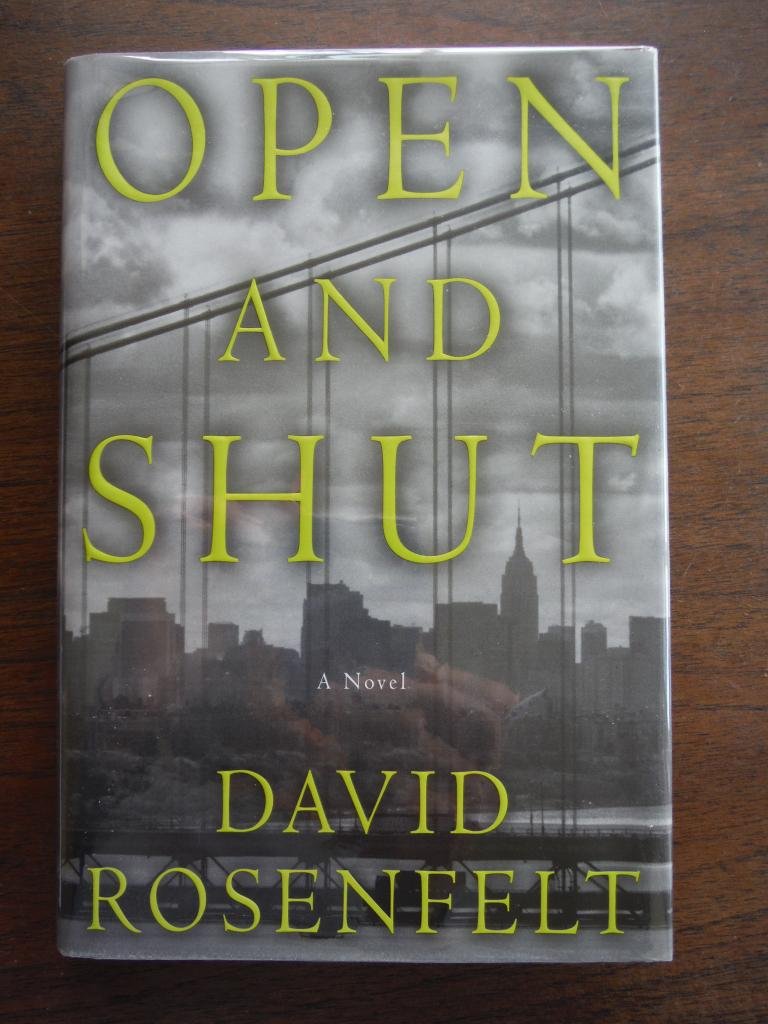 OPEN
AND
SHUT
A Novel
DAVID
ROSENFELT